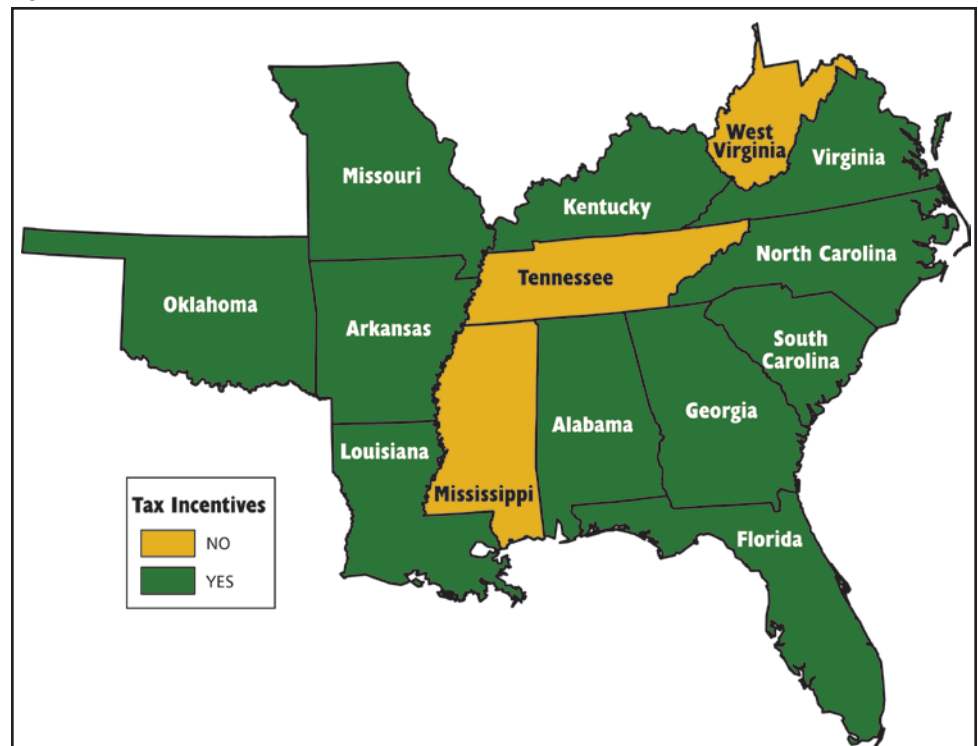 West
Virginia
Virginia
Missouri
Kentucky
North Carolina
Tennessee
Oklahoma
Arkansas
South
Carolina
Georgia
Alabama
Louisiana
Mississippi
Florida
Tax Incentives
NO
YES